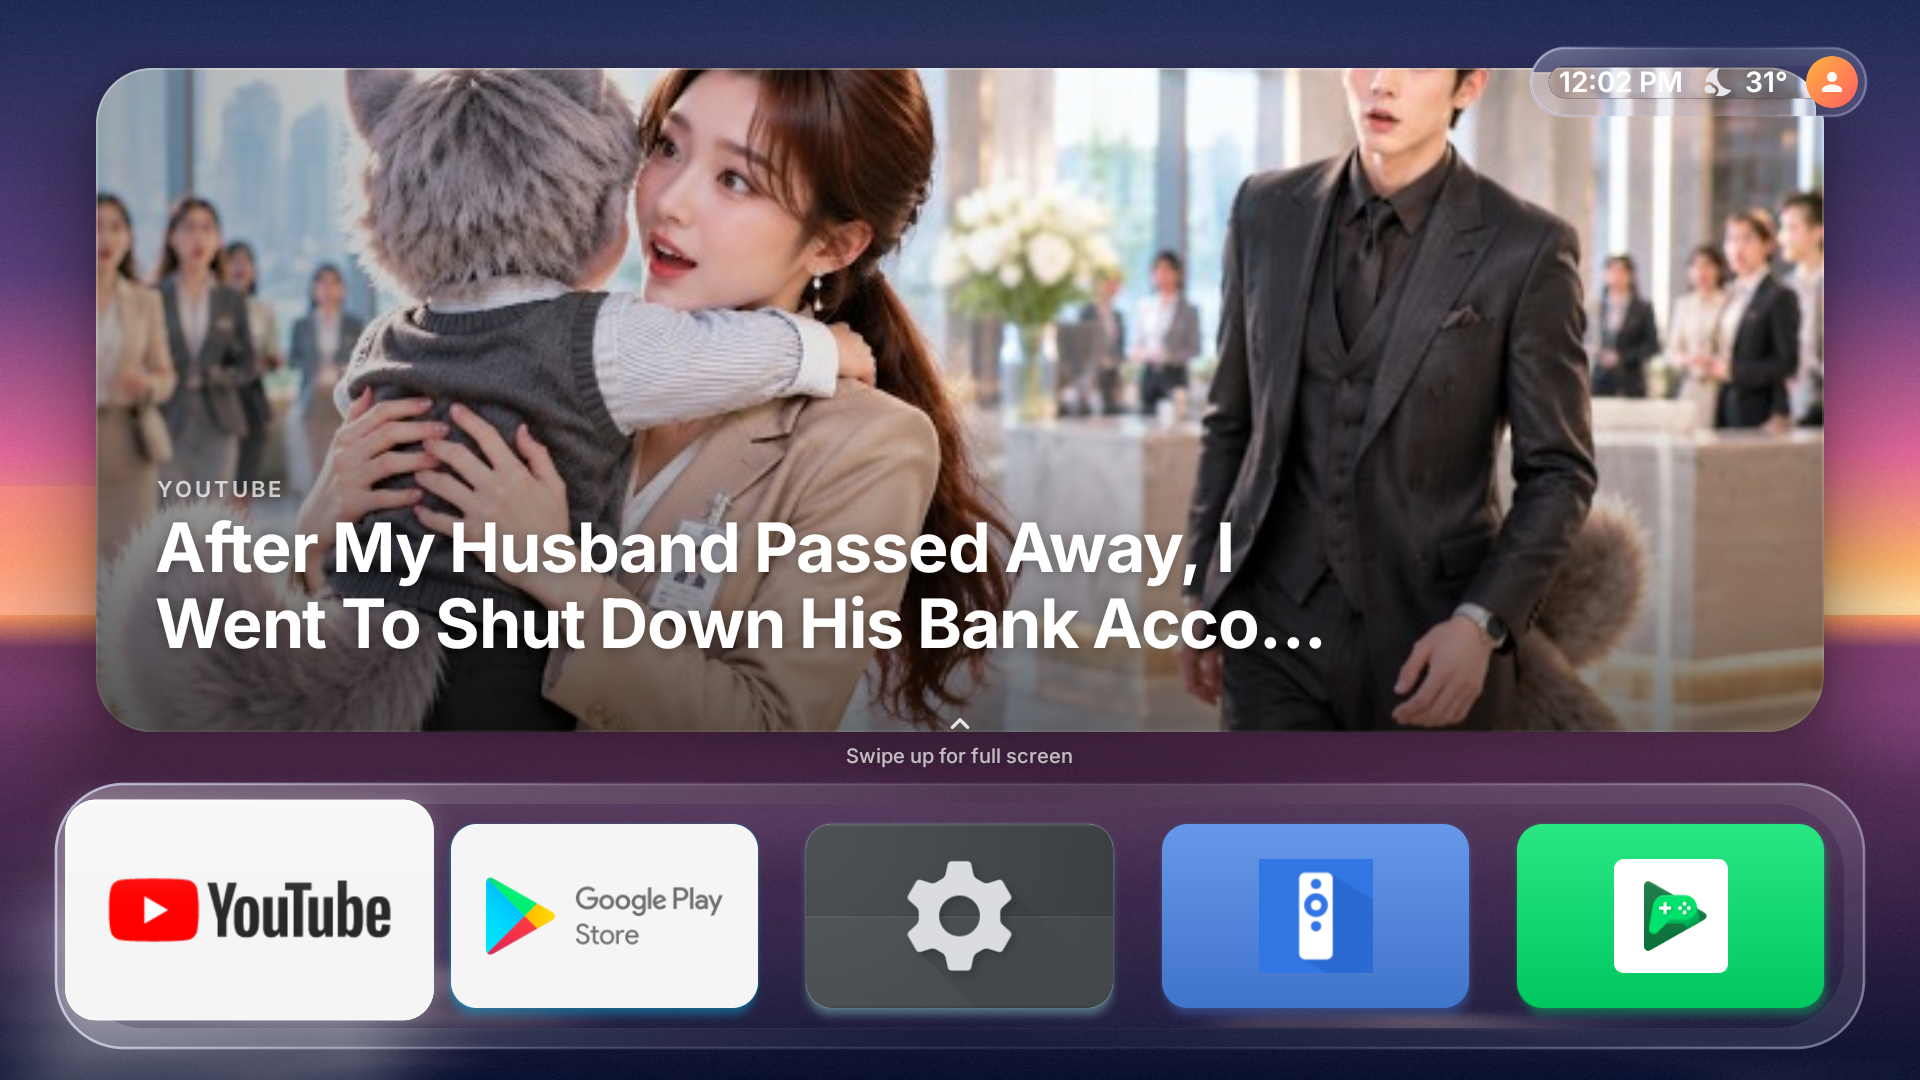 12:02 PM 31°
YOUTUBE
After My Husband Passed Away, I
Went To Shut Down His Bank Acco...
Swipe up for full screen
YouTube
Google Play
Store